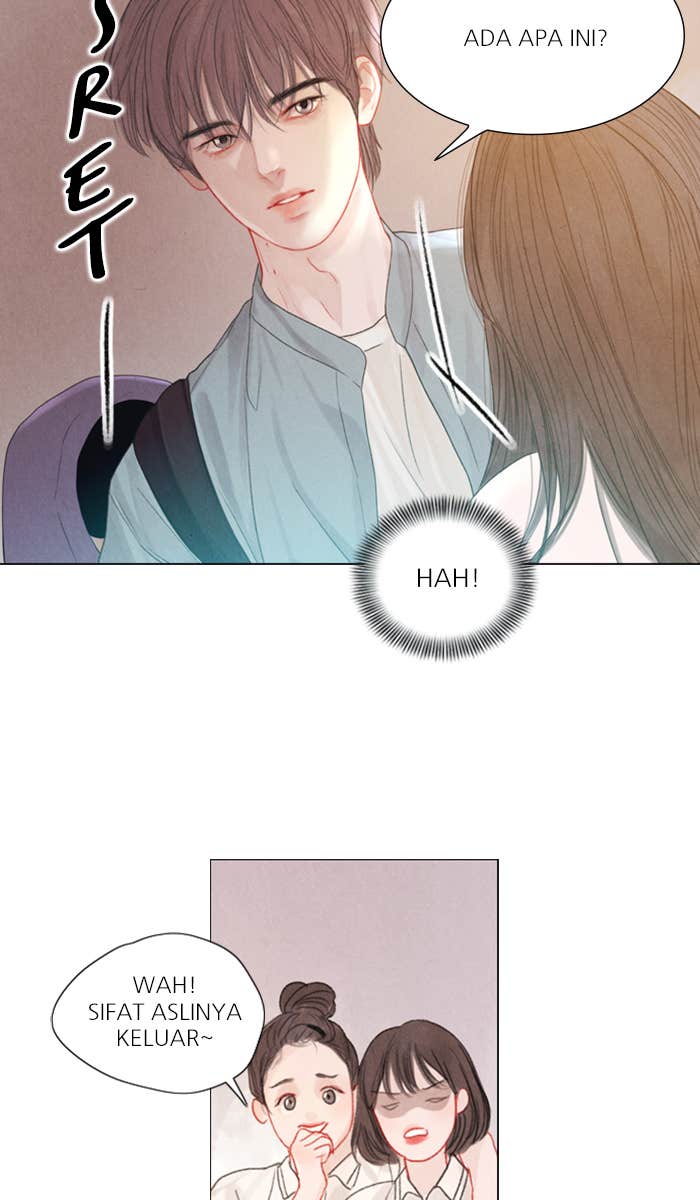 ADA APA INI?
SRET
HAH!
WAH!
SIFAT ASLINYA
KELUAR~